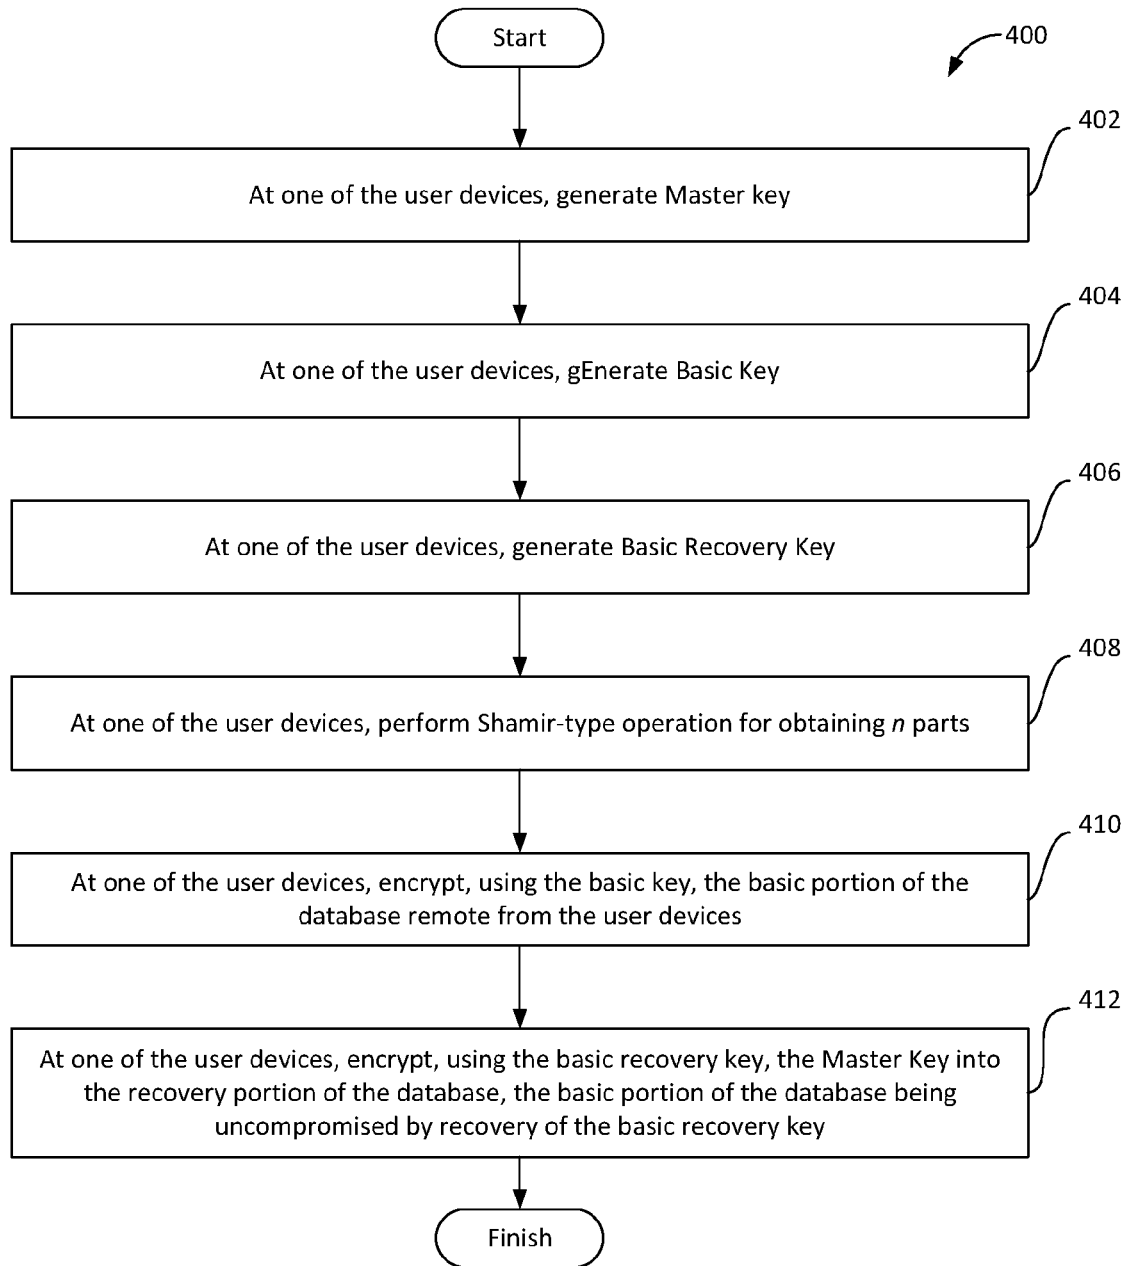 Start
400
402
At one of the user devices, generate Master key
404
At one of the user devices, gEnerate Basic Key
406
At one of the user devices, generate Basic Recovery Key
408
At one of the user devices, perform Shamir-type operation for obtaining n parts
410
At one of the user devices, encrypt, using the basic key, the basic portion of the
database remote from the user devices
412
At one of the user devices, encrypt, using the basic recovery key, the Master Key into
the recovery portion of the database, the basic portion of the database being
uncompromised by recovery of the basic recovery key
Finish